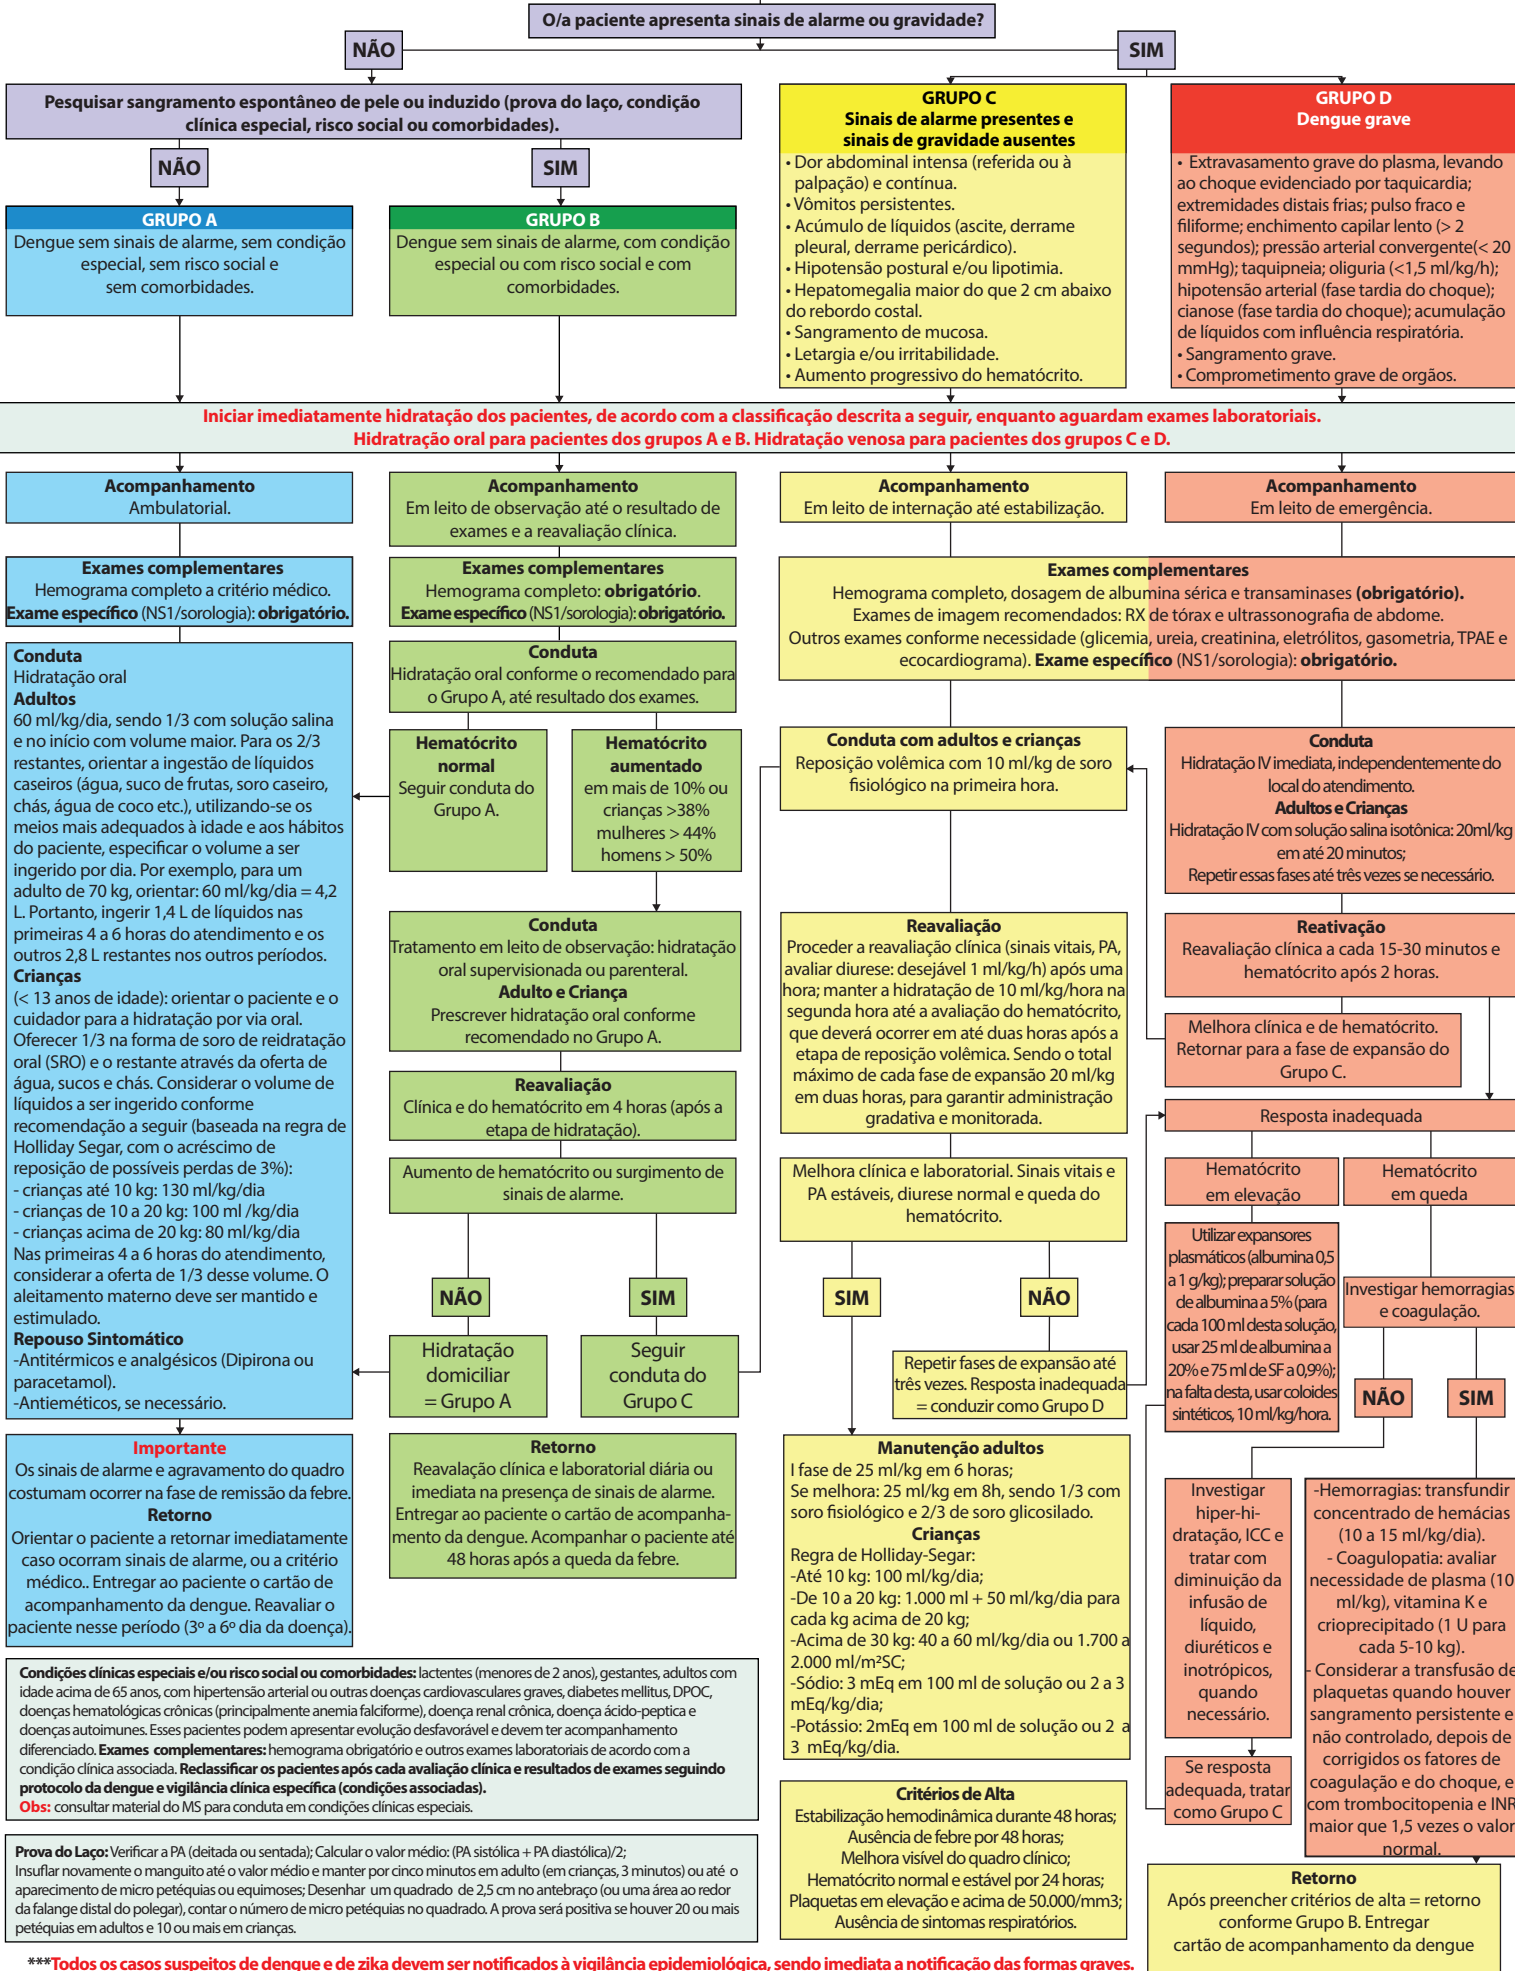 O/a paciente apresenta sinais de alarme ou gravidade?
NÃO
SIM
Pesquisar sangramento espontâneo de pele ou induzido (prova do laço, condição
clínica especial, risco social ou comorbidades).
NÃO
SIM
GRUPO A
Dengue sem sinais de alarme, sem condição
especial, sem risco social e
sem comorbidades.
GRUPO B
Dengue sem sinais de alarme, com condição
especial ou com risco social e com
comorbidades.
GRUPO C
Sinais de alarme presentes e
sinais de gravidade ausentes
• Dor abdominal intensa (referida ou à
palpação) e contínua.
• Vômitos persistentes.
• Acúmulo de líquidos (ascite, derrame
pleural, derrame pericárdico).
• Hipotensão postural e/ou lipotimia.
• Hepatomegalia maior do que 2 cm abaixo
do rebordo costal.
• Sangramento de mucosa.
• Letargia e/ou irritabilidade.
• Aumento progressivo do hematócrito.
GRUPO D
Dengue grave
• Extravasamento grave do plasma, levando
ao choque evidenciado por taquicardia;
extremidades distais frias; pulso fraco e
filiforme; enchimento capilar lento (> 2
segundos); pressão arterial convergente(< 20
mmHg); taquipneia; oliguria (<1,5 ml/kg/h);
hipotensão arterial (fase tardia do choque);
cianose (fase tardia do choque); acumulação
de líquidos com influência respiratória.
• Sangramento grave.
• Comprometimento grave de orgãos.
Iniciar imediatamente hidratação dos pacientes, de acordo com a classificação descrita a seguir, enquanto aguardam exames laboratoriais.
Hidratração oral para pacientes dos grupos A e B. Hidratação venosa para pacientes dos grupos C e D.
Acompanhamento
Ambulatorial.
Exames complementares
Hemograma completo a critério médico.
Exame específico (NS1/sorologia): obrigatório.
Conduta
Hidratação oral
Adultos
60 ml/kg/dia, sendo 1/3 com solução salina
e no início com volume maior. Para os 2/3
restantes, orientar a ingestão de líquidos
caseiros (água, suco de frutas, soro caseiro,
chás, água de coco etc.), utilizando-se os
meios mais adequados à idade e aos hábitos
do paciente, especificar o volume a ser
ingerido por dia. Por exemplo, para um
adulto de 70 kg, orientar: 60 ml/kg/dia = 4,2
L. Portanto, ingerir 1,4 L de líquidos nas
primeiras 4 a 6 horas do atendimento e os
outros 2,8 L restantes nos outros períodos.
Crianças
(< 13 anos de idade): orientar o paciente e o
cuidador para a hidratação por via oral.
Oferecer 1/3 na forma de soro de reidratação
oral (SRO) e o restante através da oferta de
água, sucos e chás. Considerar o volume de
líquidos a ser ingerido conforme
recomendação a seguir (baseada na regra de
Holliday Segar, com o acréscimo de
reposição de possíveis perdas de 3%):
- crianças até 10 kg: 130 ml/kg/dia
- crianças de 10 a 20 kg: 100 ml /kg/dia
- crianças acima de 20 kg: 80 ml/kg/dia
Nas primeiras 4 a 6 horas do atendimento,
considerar a oferta de 1/3 desse volume. O
aleitamento materno deve ser mantido e
estimulado.
Repouso Sintomático
-Antitérmicos e analgésicos (Dipirona ou
paracetamol).
-Antieméticos, se necessário.
Importante
Os sinais de alarme e agravamento do quadro
costumam ocorrer na fase de remissão da febre.
Retorno
Orientar o paciente a retornar imediatamente
caso ocorram sinais de alarme, ou a critério
médico.. Entregar ao paciente o cartão de
acompanhamento da dengue. Reavaliar o
paciente nesse período (3º a 6º dia da doença).
Acompanhamento
Em leito de observação até o resultado de
exames e a reavaliação clínica.
Exames complementares
Hemograma completo: obrigatório.
Exame específico (NS1/sorologia): obrigatório.
Conduta
Hidratação oral conforme o recomendado para
o Grupo A, até resultado dos exames.
Hematócrito
normal
Seguir conduta do
Grupo A.
Hematócrito
aumentado
em mais de 10% ou
crianças >38%
mulheres > 44%
homens > 50%
Conduta
Tratamento em leito de observação: hidratação
oral supervisionada ou parenteral.
Adulto e Criança
Prescrever hidratação oral conforme
recomendado no Grupo A.
Reavaliação
Clínica e do hematócrito em 4 horas (após a
etapa de hidratação).
Aumento de hematócrito ou surgimento de
sinais de alarme.
NÃO
SIM
Hidratação
domiciliar
= Grupo A
Seguir
conduta do
Grupo C
Retorno
Reavalação clínica e laboratorial diária ou
imediata na presença de sinais de alarme.
Entregar ao paciente o cartão de acompanha-
mento da dengue. Acompanhar o paciente até
48 horas após a queda da febre.
Acompanhamento
Em leito de internação até estabilização.
Acompanhamento
Em leito de emergência.
Exames complementares
Hemograma completo, dosagem de albumina sérica e transaminases (obrigatório).
Exames de imagem recomendados: RX de tórax e ultrassonografia de abdome.
Outros exames conforme necessidade (glicemia, ureia, creatinina, eletrólitos, gasometria, TPAE e
ecocardiograma). Exame específico (NS1/sorologia): obrigatório.
Conduta com adultos e crianças
Reposição volêmica com 10 ml/kg de soro
fisiológico na primeira hora.
Reavaliação
Proceder a reavaliação clínica (sinais vitais, PA,
avaliar diurese: desejável 1 ml/kg/h) após uma
hora; manter a hidratação de 10 ml/kg/hora na
segunda hora até a avaliação do hematócrito,
que deverá ocorrer em até duas horas após a
etapa de reposição volêmica. Sendo o total
máximo de cada fase de expansão 20 ml/kg
em duas horas, para garantir administração
gradativa e monitorada.
Melhora clínica e laboratorial. Sinais vitais e
PA estáveis, diurese normal e queda do
hematócrito.
SIM
NÃO
Repetir fases de expansão até
três vezes. Resposta inadequada
= conduzir como Grupo D
Manutenção adultos
I fase de 25 ml/kg em 6 horas;
Se melhora: 25 ml/kg em 8h, sendo 1/3 com
soro fisiológico e 2/3 de soro glicosilado.
Crianças
Regra de Holliday-Segar:
-Até 10 kg: 100 ml/kg/dia;
-De 10 a 20 kg: 1.000 ml + 50 ml/kg/dia para
cada kg acima de 20 kg;
-Acima de 30 kg: 40 a 60 ml/kg/dia ou 1.700 a
2.000 ml/m²SC;
-Sódio: 3 mEq em 100 ml de solução ou 2 a 3
mEq/kg/dia;
-Potássio: 2mEq em 100 ml de solução ou 2 a
3 mEq/kg/dia.
Critérios de Alta
Estabilização hemodinâmica durante 48 horas;
Ausência de febre por 48 horas;
Melhora visível do quadro clínico;
Hematócrito normal e estável por 24 horas;
Plaquetas em elevação e acima de 50.000/mm3;
Ausência de sintomas respiratórios.
Conduta
Hidratação IV imediata, independentemente do
local do atendimento.
Adultos e Crianças
Hidratação IV com solução salina isotônica: 20ml/kg
em até 20 minutos;
Repetir essas fases até três vezes se necessário.
Reativação
Reavaliação clínica a cada 15-30 minutos e
hematócrito após 2 horas.
Melhora clínica e de hematócrito.
Retornar para a fase de expansão do
Grupo C.
Resposta inadequada
Hematócrito
em elevação
Hematócrito
em queda
Utilizar expansores
plasmáticos (albumina 0,5
a 1 g/kg); preparar solução
de albumina a 5% (para
cada 100 ml desta solução,
usar 25 ml de albumina a
20% e 75 ml de SF a 0,9%);
na falta desta, usar coloides
sintéticos, 10 ml/kg/hora.
Investigar hemorragias
e coagulação.
NÃO
SIM
Investigar
hiper-hi-
dratação, ICC e
tratar com
diminuição da
infusão de
líquido,
diuréticos e
inotrópicos,
quando
necessário.
Se resposta
adequada, tratar
como Grupo C
-Hemorragias: transfundir
concentrado de hemácias
(10 a 15 ml/kg/dia).
- Coagulopatia: avaliar
necessidade de plasma (10
ml/kg), vitamina K e
crioprecipitado (1 U para
cada 5-10 kg).
- Considerar a transfusão de
plaquetas quando houver
sangramento persistente e
não controlado, depois de
corrigidos os fatores de
coagulação e do choque, e
com trombocitopenia e INR
maior que 1,5 vezes o valor
normal.
Retorno
Após preencher critérios de alta = retorno
conforme Grupo B. Entregar
cartão de acompanhamento da dengue
Condições clínicas especiais e/ou risco social ou comorbidades: lactentes (menores de 2 anos), gestantes, adultos com
idade acima de 65 anos, com hipertensão arterial ou outras doenças cardiovasculares graves, diabetes mellitus, DPOC,
doenças hematológicas crônicas (principalmente anemia falciforme), doença renal crônica, doença ácido-peptica e
doenças autoimunes. Esses pacientes podem apresentar evolução desfavorável e devem ter acompanhamento
diferenciado. Exames complementares: hemograma obrigatório e outros exames laboratoriais de acordo com a
condição clínica associada. Reclassificar os pacientes após cada avaliação clínica e resultados de exames seguindo
protocolo da dengue e vigilância clínica específica (condições associadas).
Obs: consultar material do MS para conduta em condições clínicas especiais.
Prova do Laço: Verificar a PA (deitada ou sentada); Calcular o valor médio: (PA sistólica + PA diastólica)/2;
Insuflar novamente o manguito até o valor médio e manter por cinco minutos em adulto (em crianças, 3 minutos) ou até o
aparecimento de micro petéquias ou equimoses; Desenhar um quadrado de 2,5 cm no antebraço (ou uma área ao redor
da falange distal do polegar), contar o número de micro petéquias no quadrado. A prova será positiva se houver 20 ou mais
petéquias em adultos e 10 ou mais em crianças.
***Todos os casos suspeitos de dengue e de zika devem ser notificados à vigilância epidemiológica, sendo imediata a notificação das formas graves.